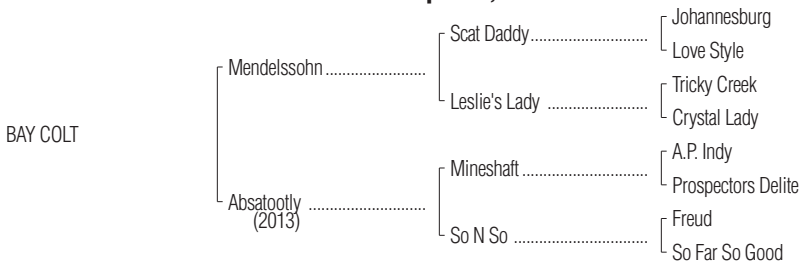 Johannesburg
Scat Daddy
Love Style
Mendelssohn
Tricky Creek
Leslie's Lady
Crystal Lady
BAY COLT
A.P. Indy
Mineshaft
Prospectors Delite
Absatootly
(2013)
Freud
So N So
So Far So Good